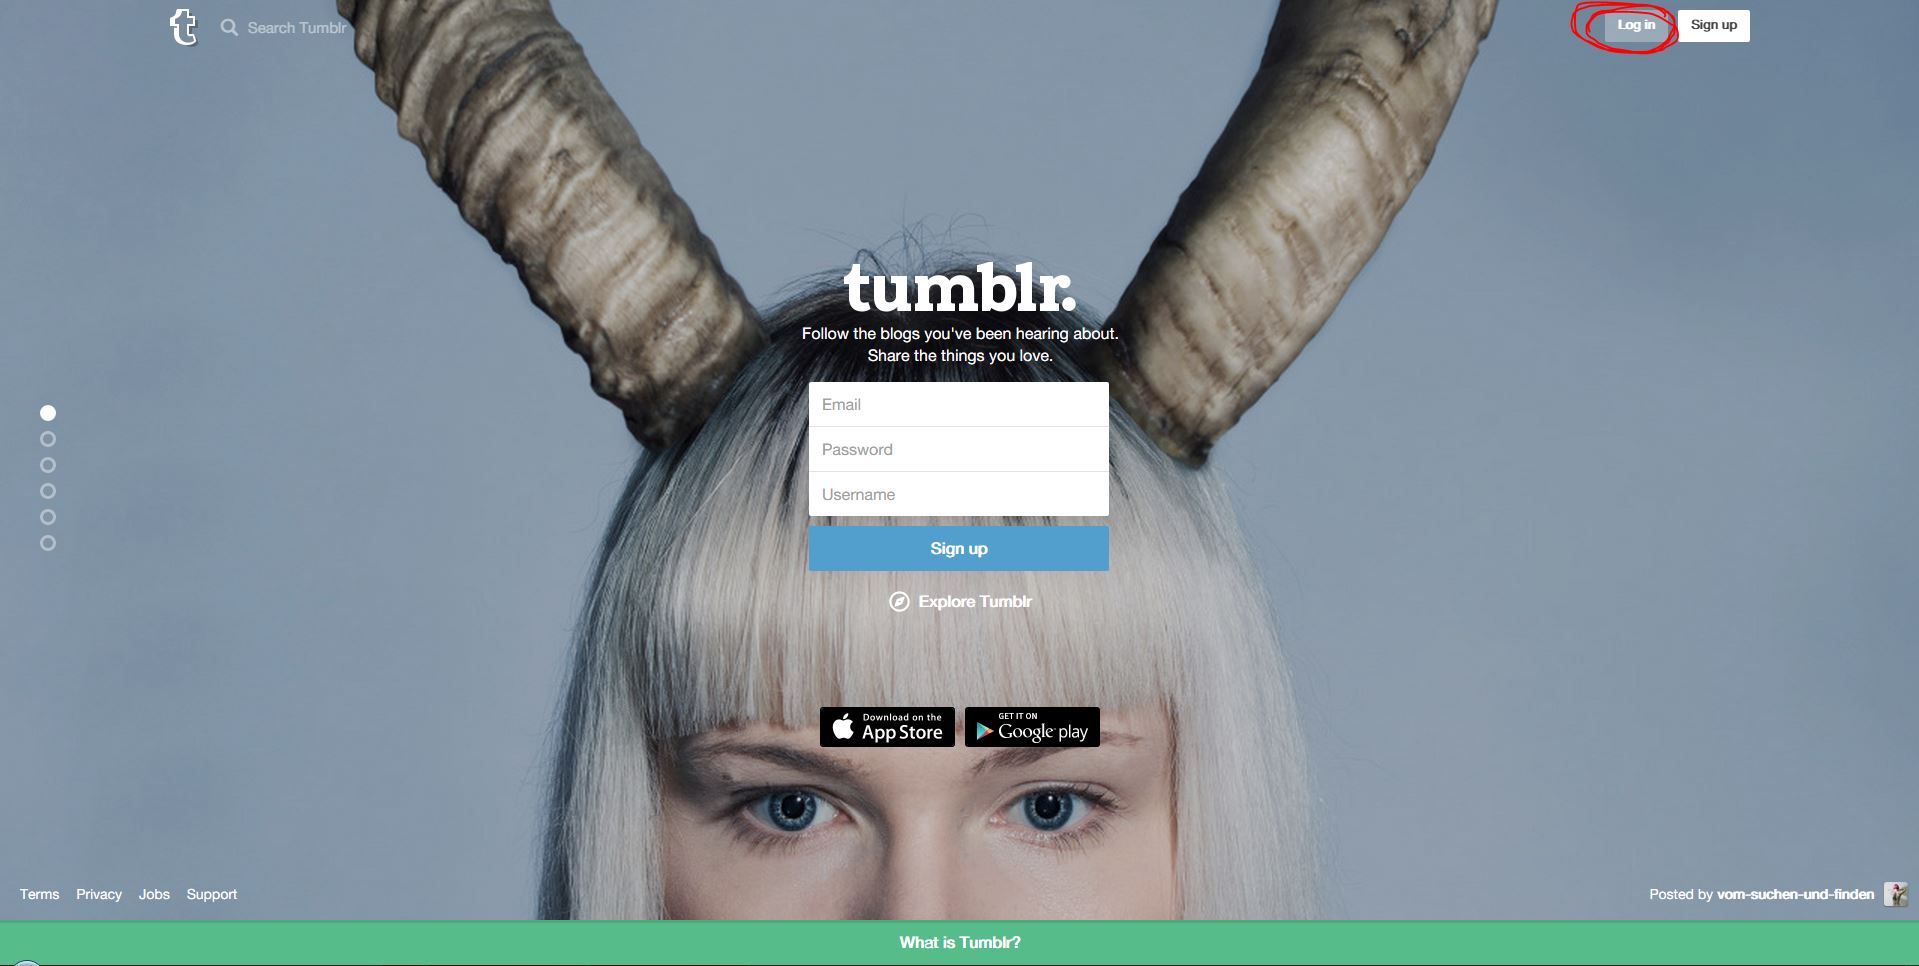 t
Search Tumblr
Log in
Sign up
tumblr.
Follow the blogs you've been hearing about.
Share the things you love.
Email
Password
Username
Sign up
Explore Tumblr
Download on the
App Store
GET IT ON
Google play
Terms
Privacy
Jobs
Support
Posted by vom-suchen-und-finden
What is Tumblr?